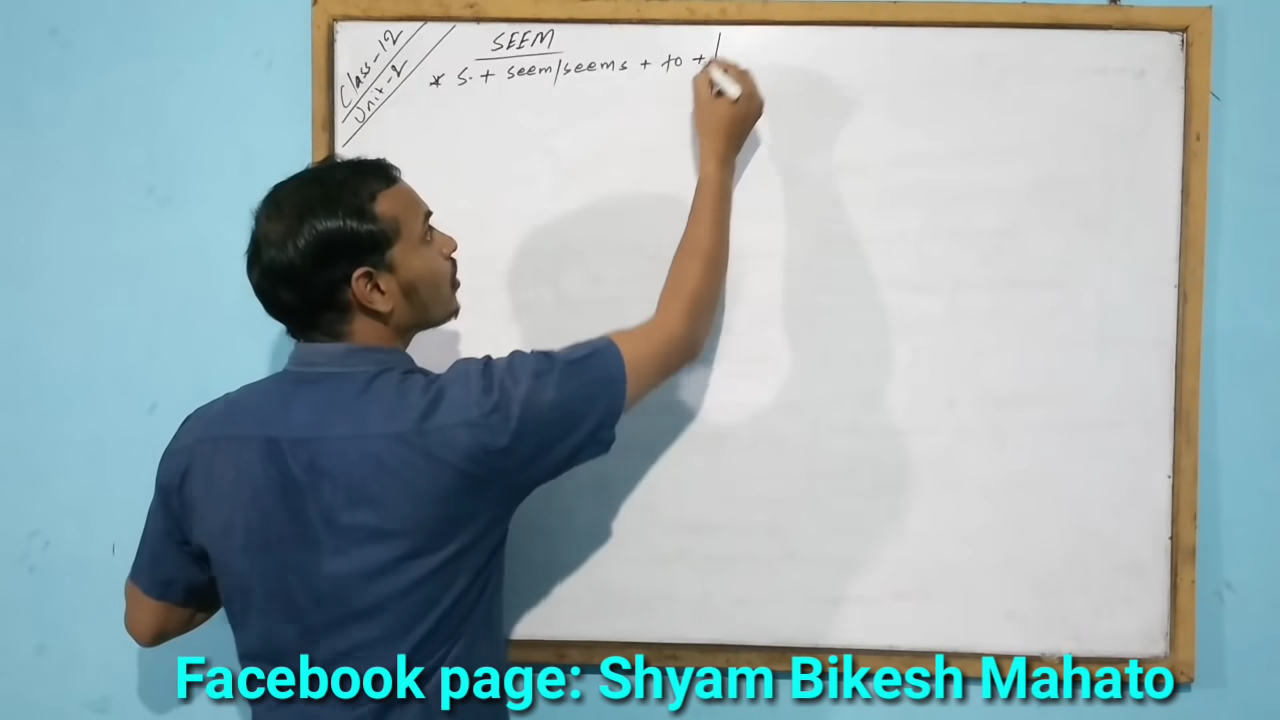 Class-12
Unit-2
SEEM
* S. + seem/seems + to +
Facebook page: Shyam Bikesh Mahato